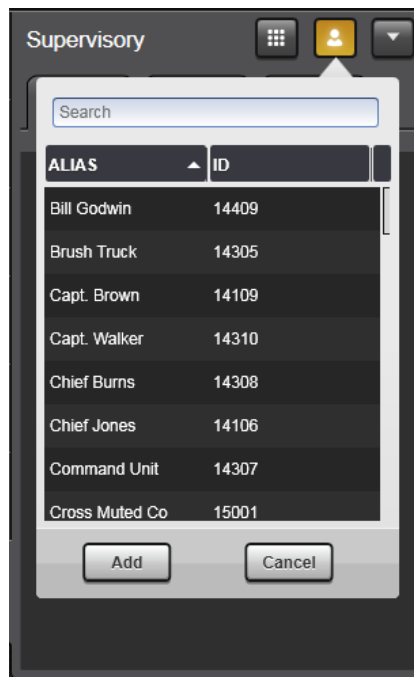 Supervisory
Search
ALIAS ID
Bill Godwin 14409
Brush Truck 14305
Capt. Brown 14109
Capt. Walker 14310
Chief Burns 14308
Chief Jones 14106
Command Unit 14307
Cross Muted Co 15001
Add Cancel